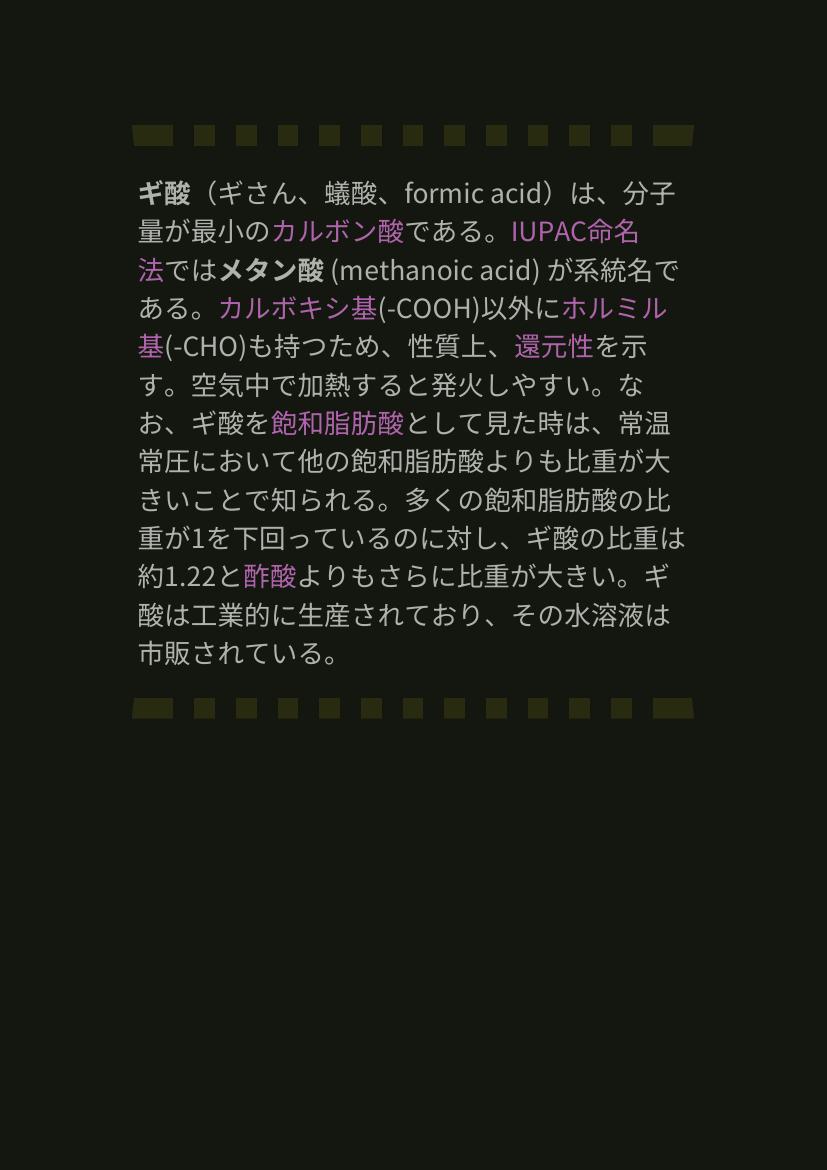 ギ酸（ギさん、蟻酸、formic acid）は、分子
量が最小のカルボン酸である。IUPAC命名
法ではメタン酸 (methanoic acid) が系統名で
ある。カルボキシ基(-COOH)以外にホルミル
基(-CHO)も持つため、性質上、還元性を示
す。空気中で加熱すると発火しやすい。な
お、ギ酸を飽和脂肪酸として見た時は、常温
常圧において他の飽和脂肪酸よりも比重が大
きいことで知られる。多くの飽和脂肪酸の比
重が1を下回っているのに対し、ギ酸の比重は
約1.22と酢酸よりもさらに比重が大きい。ギ
酸は工業的に生産されており、その水溶液は
市販されている。